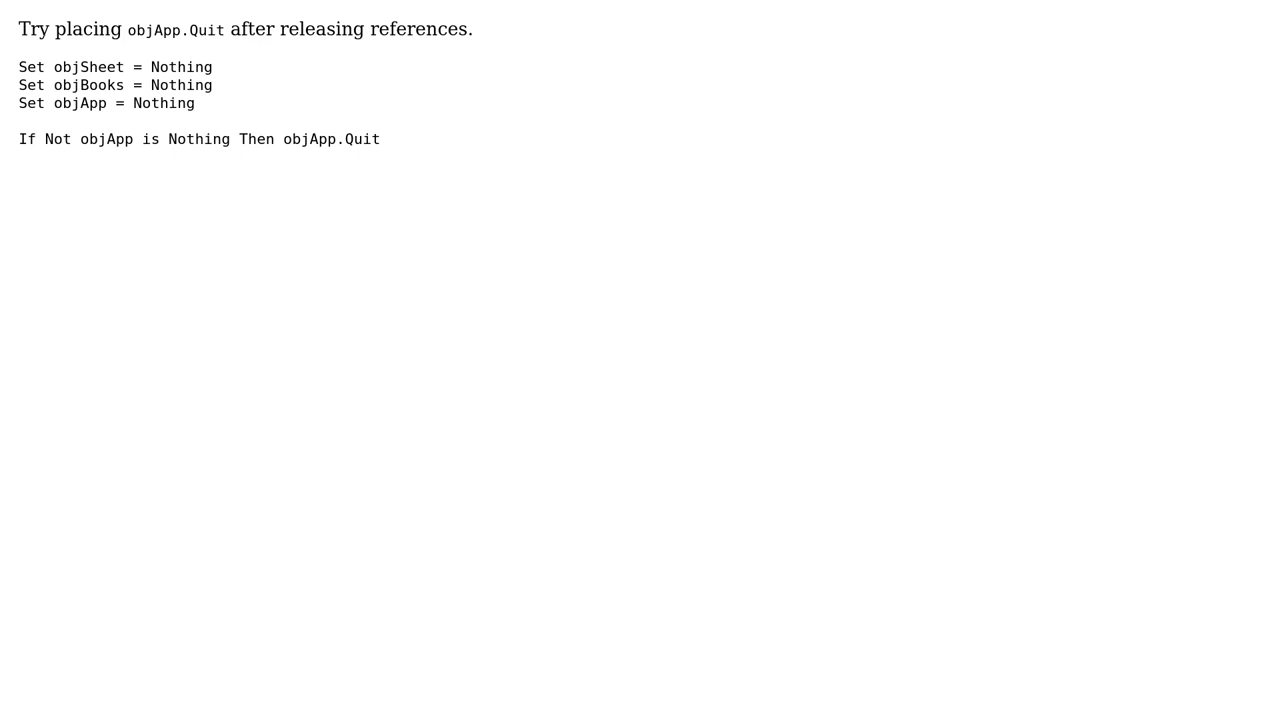 Try placing objApp.Quit after releasing references.
Set objSheet = Nothing
Set objBooks = Nothing
Set objApp = Nothing
If Not objApp is Nothing Then objApp.Quit